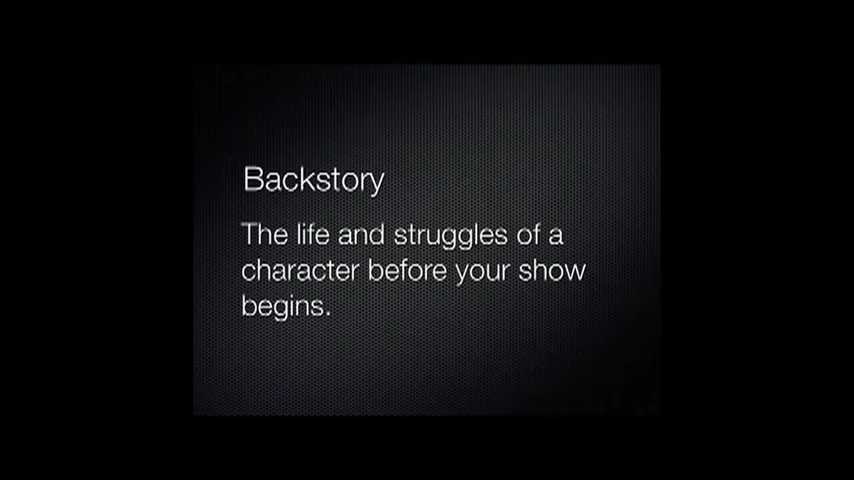 Backstory
The life and struggles of a
character before your show
begins.